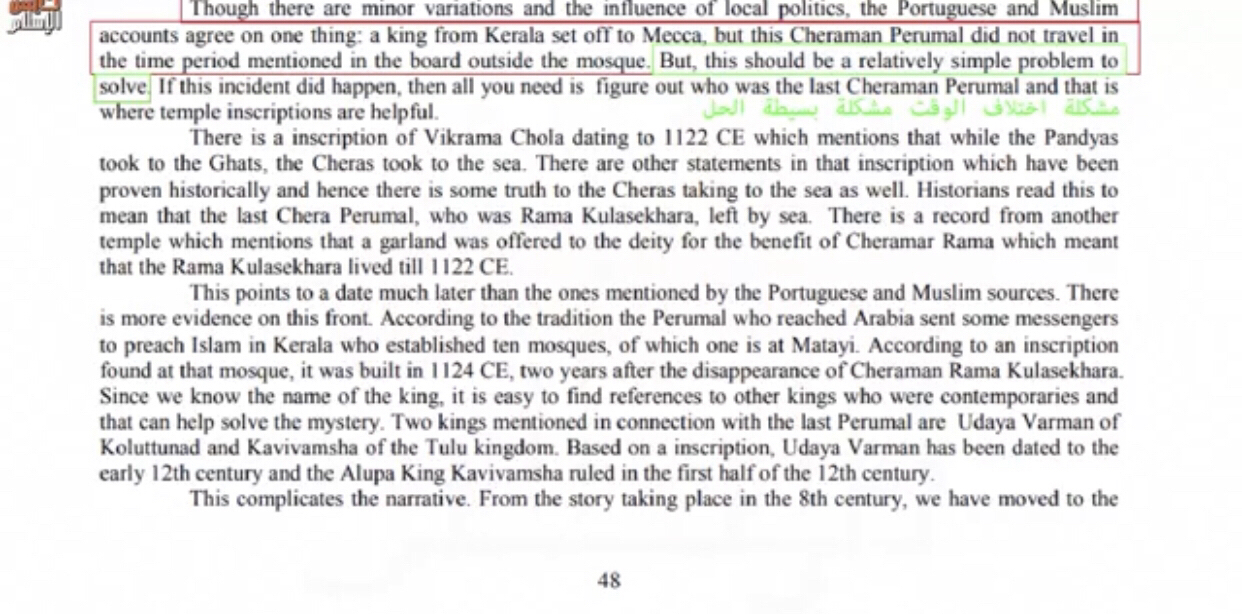 الإسلام
Though there are minor variations and the influence of local politics, the Portuguese and Muslim
accounts agree on one thing: a king from Kerala set off to Mecca, but this Cheraman Perumal did not travel in
the time period mentioned in the board outside the mosque. But, this should be a relatively simple problem to
solve. If this incident did happen, then all you need is figure out who was the last Cheraman Perumal and that is
where temple inscriptions are helpful.
مشكلة اختلاف الوقت مشكلة بسيطة الحل
There is a inscription of Vikrama Chola dating to 1122 CE which mentions that while the Pandyas
took to the Ghats, the Cheras took to the sea. There are other statements in that inscription which have been
proven historically and hence there is some truth to the Cheras taking to the sea as well. Historians read this to
mean that the last Chera Perumal, who was Rama Kulasekhara, left by sea. There is a record from another
temple which mentions that a garland was offered to the deity for the benefit of Cheramar Rama which meant
that the Rama Kulasekhara lived till 1122 CE.
This points to a date much later than the ones mentioned by the Portuguese and Muslim sources. There
is more evidence on this front. According to the tradition the Perumal who reached Arabia sent some messengers
to preach Islam in Kerala who established ten mosques, of which one is at Matayi. According to an inscription
found at that mosque, it was built in 1124 CE, two years after the disappearance of Cheraman Rama Kulasekhara.
Since we know the name of the king, it is easy to find references to other kings who were contemporaries and
that can help solve the mystery. Two kings mentioned in connection with the last Perumal are Udaya Varman of
Koluttunad and Kavivamsha of the Tulu kingdom. Based on a inscription, Udaya Varman has been dated to the
early 12th century and the Alupa King Kavivamsha ruled in the first half of the 12th century.
This complicates the narrative. From the story taking place in the 8th century, we have moved to the
48